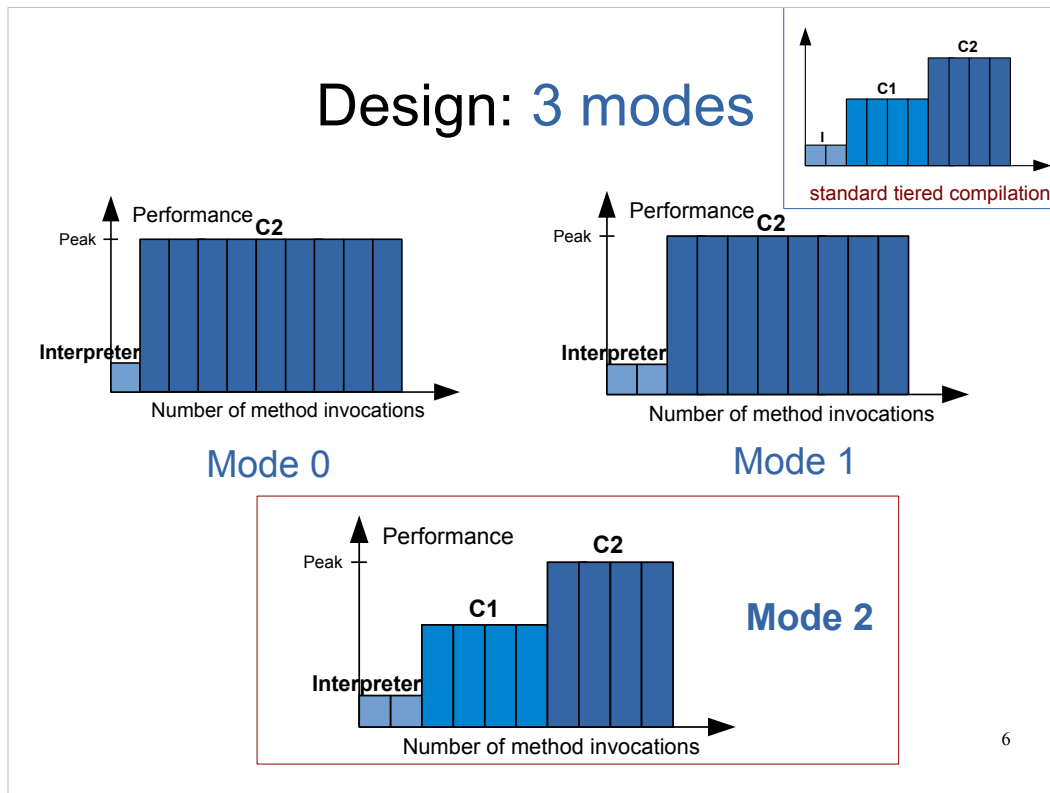 Design: 3 modes
C2
C1
I
standard tiered compilation
Performance
C2
Peak
Interpreter
Number of method invocations
Mode 0
Performance
C2
Peak
Interpreter
Number of method invocations
Mode 1
Performance
C2
Peak
C1
Mode 2
Interpreter
Number of method invocations
6